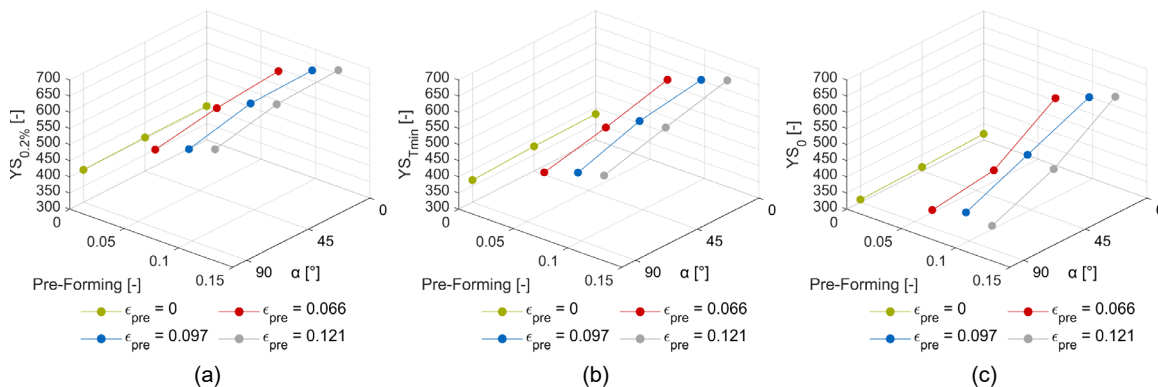 700
650
600
550
500
450
400
350
300
YS0.2% [-]
0
0.05
0.1
0.15
Pre-Forming [-]
90
45
0
α [°]
ϵpre = 0
ϵpre = 0.066
ϵpre = 0.097
ϵpre = 0.121
(a)
700
650
600
550
500
450
400
350
300
YSTmin [-]
0
0.05
0.1
0.15
Pre-Forming [-]
90
45
0
α [°]
ϵpre = 0
ϵpre = 0.066
ϵpre = 0.097
ϵpre = 0.121
(b)
700
650
600
550
500
450
400
350
300
YS0 [-]
0
0.05
0.1
0.15
Pre-Forming [-]
90
45
0
α [°]
ϵpre = 0
ϵpre = 0.066
ϵpre = 0.097
ϵpre = 0.121
(c)